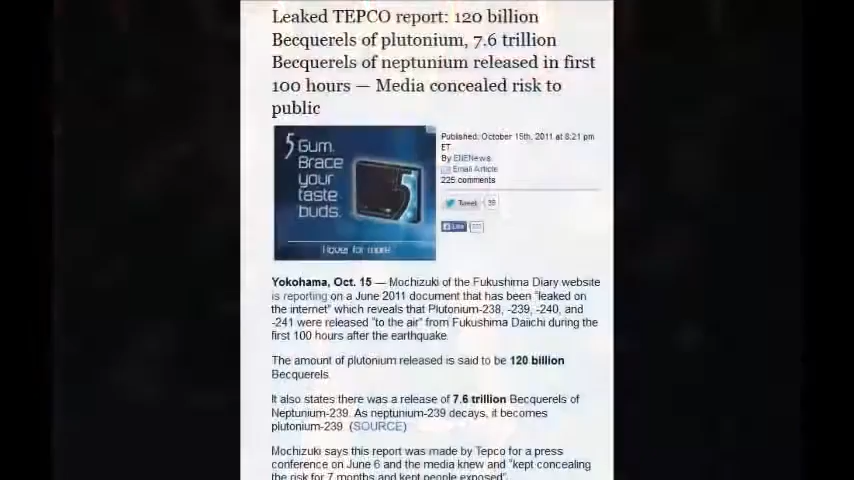 Leaked TEPCO report: 120 billion
Becquerels of plutonium, 7.6 trillion
Becquerels of neptunium released in first
100 hours — Media concealed risk to
public
5 Gum.
Brace
your
taste
buds.
Hover for more
Published: October 15th, 2011 at 8:21 pm
ET
By ENENews
Email Article
225 comments
Tweet 39
Like
Yokohama, Oct. 15 — Mochizuki of the Fukushima Diary website
is reporting on a June 2011 document that has been "leaked on
the internet" which reveals that Plutonium-238, -239, -240, and
-241 were released "to the air" from Fukushima Daiichi during the
first 100 hours after the earthquake.
The amount of plutonium released is said to be 120 billion
Becquerels.
It also states there was a release of 7.6 trillion Becquerels of
Neptunium-239. As neptunium-239 decays, it becomes
plutonium-239. (SOURCE)
Mochizuki says this report was made by Tepco for a press
conference on June 6 and the media knew and "kept concealing
the risk for 7 months and kept people exposed".